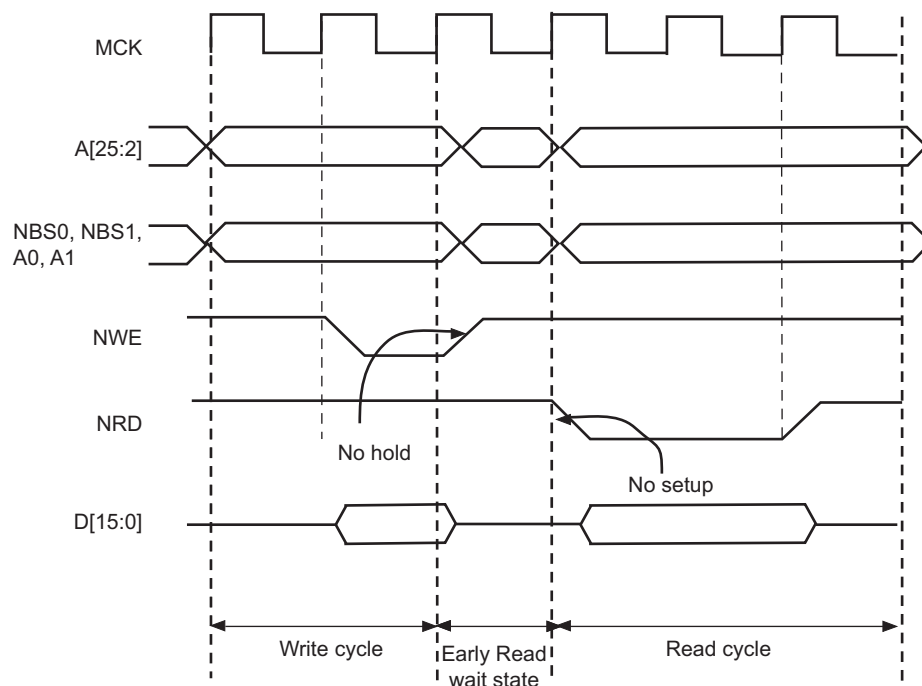 MCK
A[25:2]
NBS0, NBS1,
A0, A1
NWE
NRD
No hold
No setup
D[15:0]
Write cycle
Early Read
wait state
Read cycle